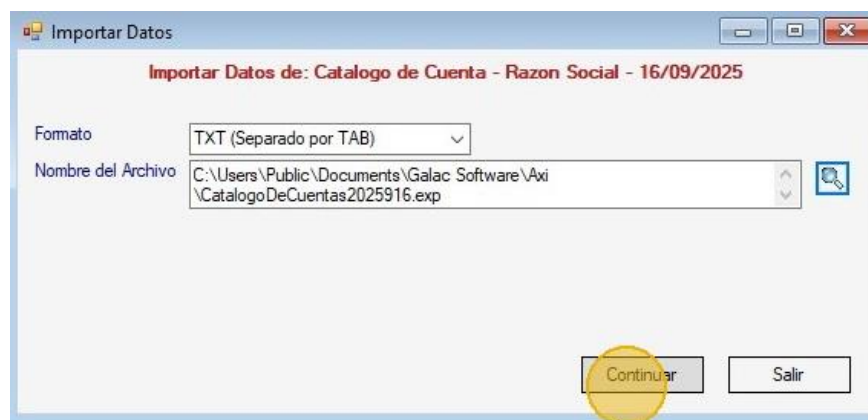 Importar Datos
Importar Datos de: Catalogo de Cuenta - Razon Social - 16/09/2025
Formato
TXT (Separado por TAB)
Nombre del Archivo
C:\Users\Public\Documents\Galac Software\Axi
\CatalogoDeCuentas2025916.exp
Continuar
Salir